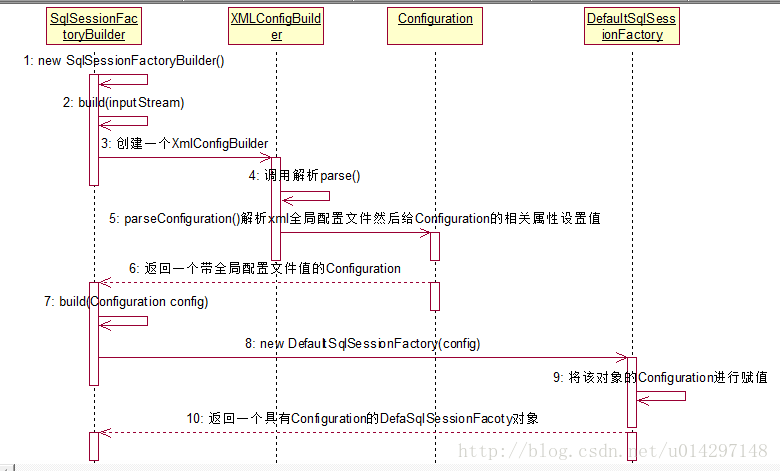 SqlSessionFac
toryBuilder
XMLConfigBuild
er
Configuration
DefaultSqlSess
ionFactory
1: new SqlSessionFactoryBuilder()
2: build(inputStream)
3: 创建一个XmlConfigBuilder
4: 调用解析parse()
5: parseConfiguration()解析xml全局配置文件然后给Configuration的相关属性设置值
6: 返回一个带全局配置文件值的Configuration
7: build(Configuration config)
8: new DefaultSqlSessionFactory(config)
9: 将该对象的Configuration进行赋值
10: 返回一个具有Configuration的DefaSqlSessionFacoty对象
http://blog.csdn.net/u014297148